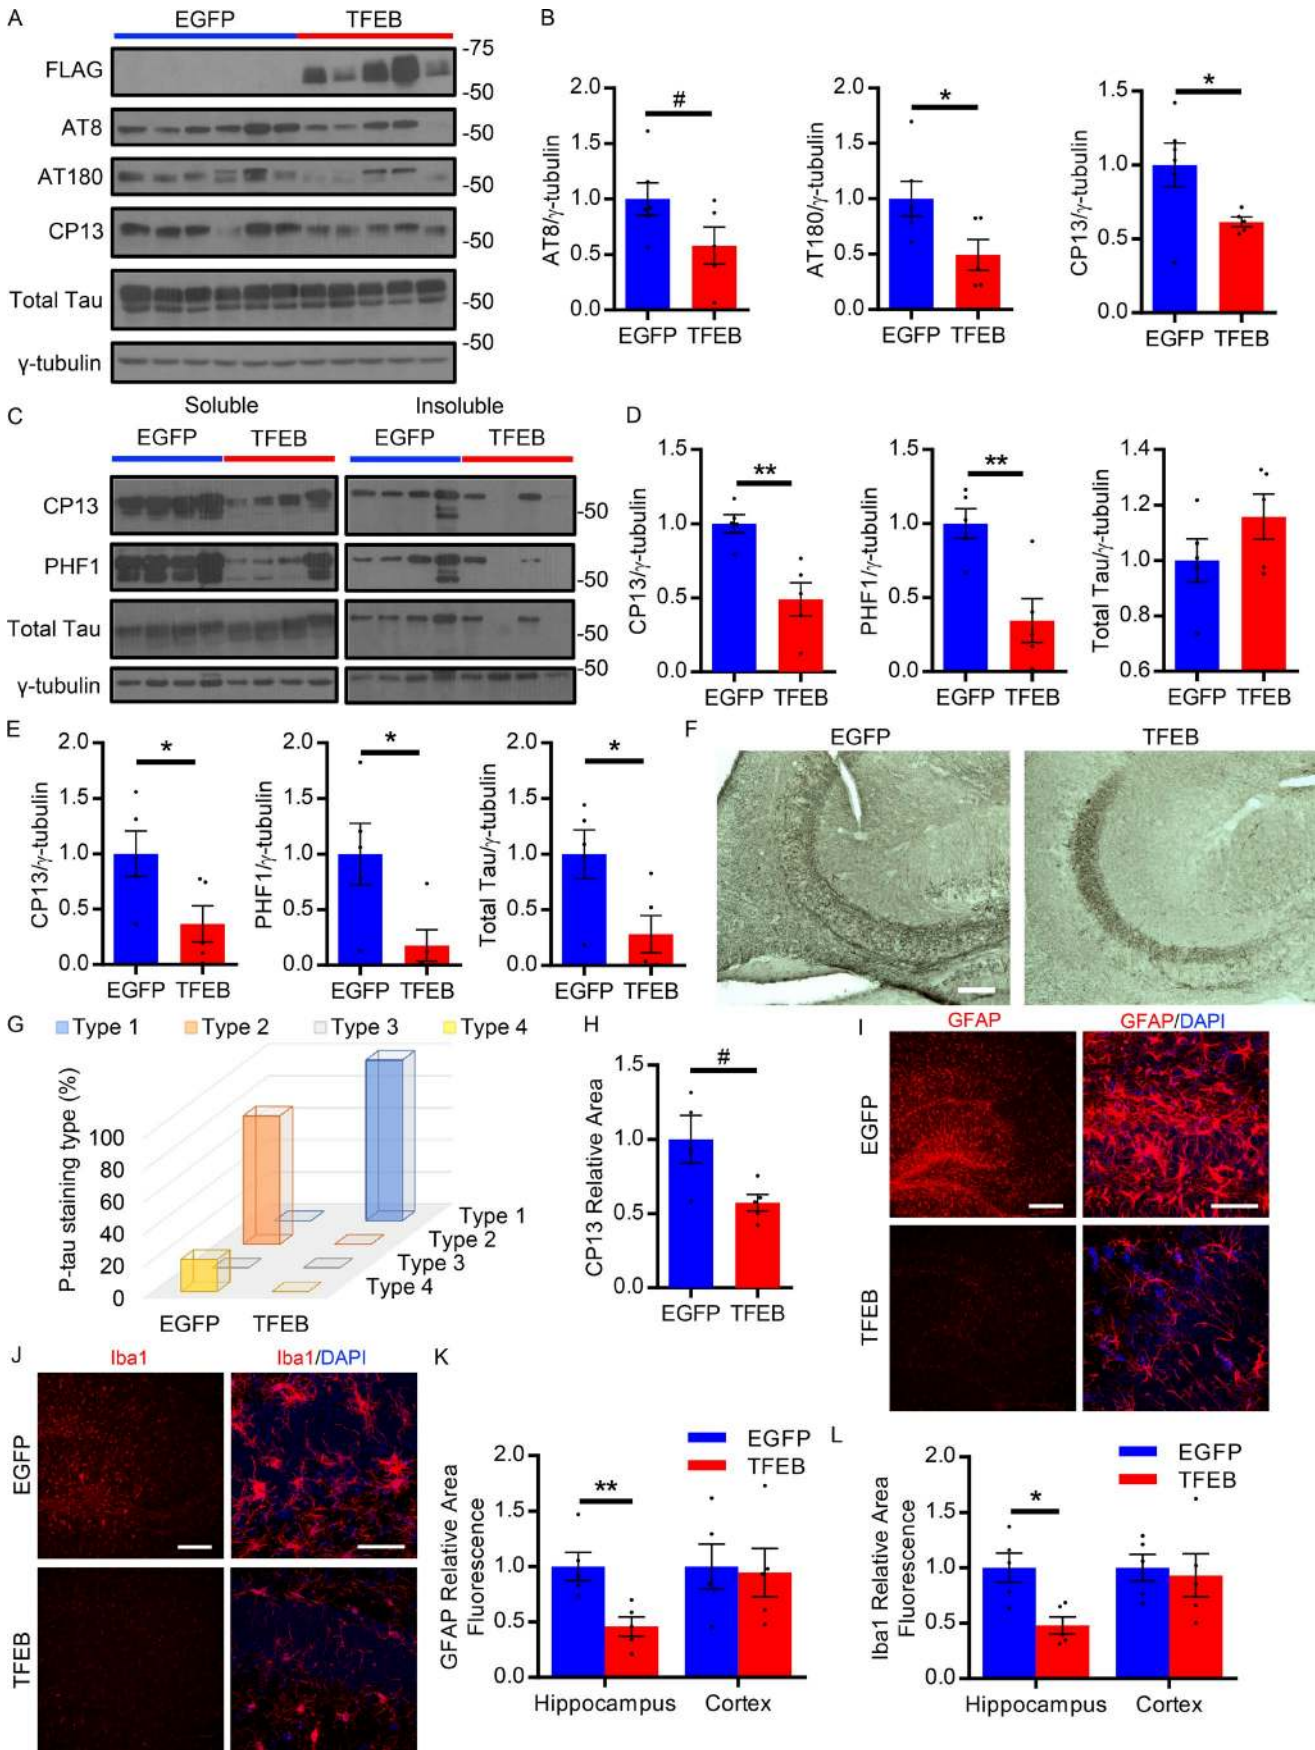 A
EGFP TFEB
FLAG
-75
-50
AT8
-50
AT180
-50
CP13
-50
Total Tau
-50
γ-tubulin
-50
B
2.0
1.5
1.0
0.5
0.0
AT8/γ-tubulin
#
EGFP TFEB
2.0
1.5
1.0
0.5
0.0
AT180/γ-tubulin
*
EGFP TFEB
1.5
1.0
0.5
0.0
CP13/γ-tubulin
*
EGFP TFEB
C
Soluble Insoluble
EGFP TFEB EGFP TFEB
CP13
-50
PHF1
-50
Total Tau
-50
γ-tubulin
-50
D
1.5
1.0
0.5
0.0
CP13/γ-tubulin
**
EGFP TFEB
1.5
1.0
0.5
0.0
PHF1/γ-tubulin
**
EGFP TFEB
1.4
1.2
1.0
0.8
0.6
Total Tau/γ-tubulin
EGFP TFEB
E
2.0
1.5
1.0
0.5
0.0
CP13/γ-tubulin
*
EGFP TFEB
2.0
1.5
1.0
0.5
0.0
PHF1/γ-tubulin
*
EGFP TFEB
2.0
1.5
1.0
0.5
0.0
Total Tau/γ-tubulin
*
EGFP TFEB
F
EGFP TFEB
G
Type 1 Type 2 Type 3 Type 4
P-tau staining type (%)
100
80
60
40
20
0
Type 1
Type 2
Type 3
Type 4
EGFP TFEB
H
1.5
1.0
0.5
0.0
CP13 Relative Area
#
EGFP TFEB
I
GFAP GFAP/DAPI
EGFP
TFEB
J
Iba1 Iba1/DAPI
EGFP
TFEB
K
EGFP
TFEB
2.0
1.5
1.0
0.5
0.0
GFAP Relative Area
Fluorescence
**
Hippocampus Cortex
L
EGFP
TFEB
2.0
1.5
1.0
0.5
0.0
Iba1 Relative Area
Fluorescence
*
Hippocampus Cortex